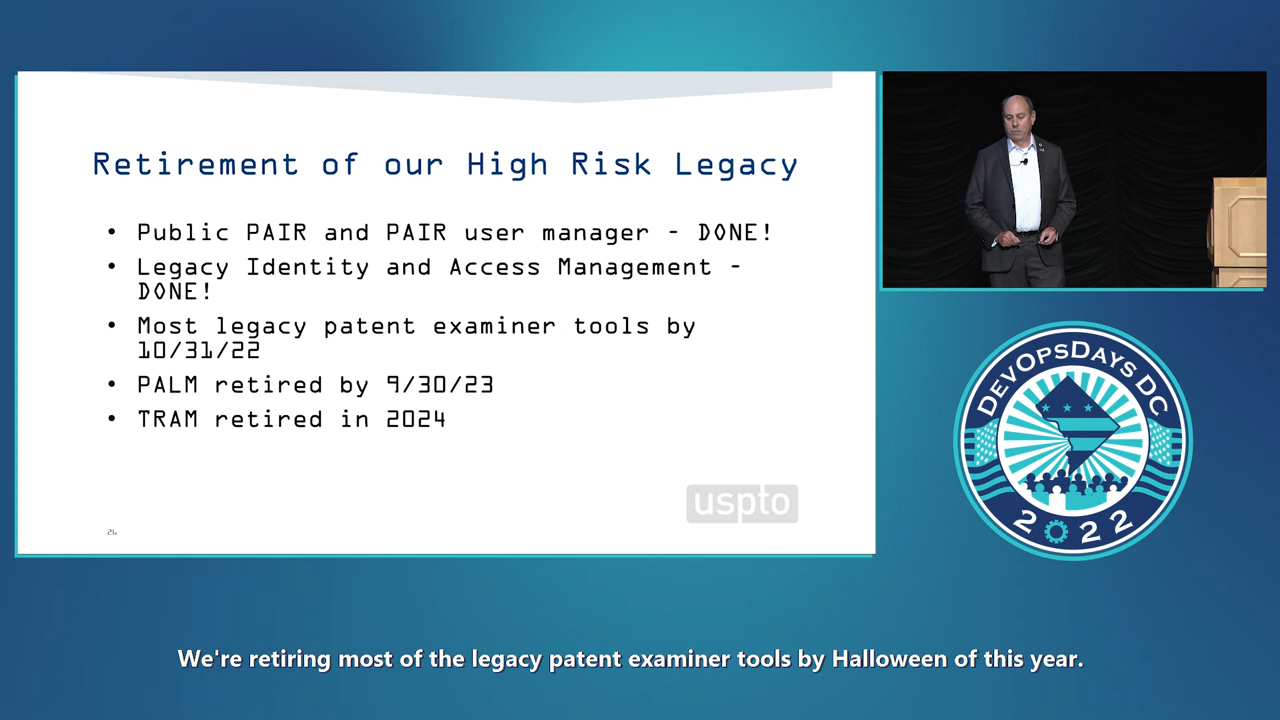 Retirement of our High Risk Legacy
• Public PAIR and PAIR user manager - DONE!
• Legacy Identity and Access Management -
DONE!
• Most legacy patent examiner tools by
10/31/22
• PALM retired by 9/30/23
• TRAM retired in 2024
uspto
26
DEVOPSDAYS DC
2022
We're retiring most of the legacy patent examiner tools by Halloween of this year.